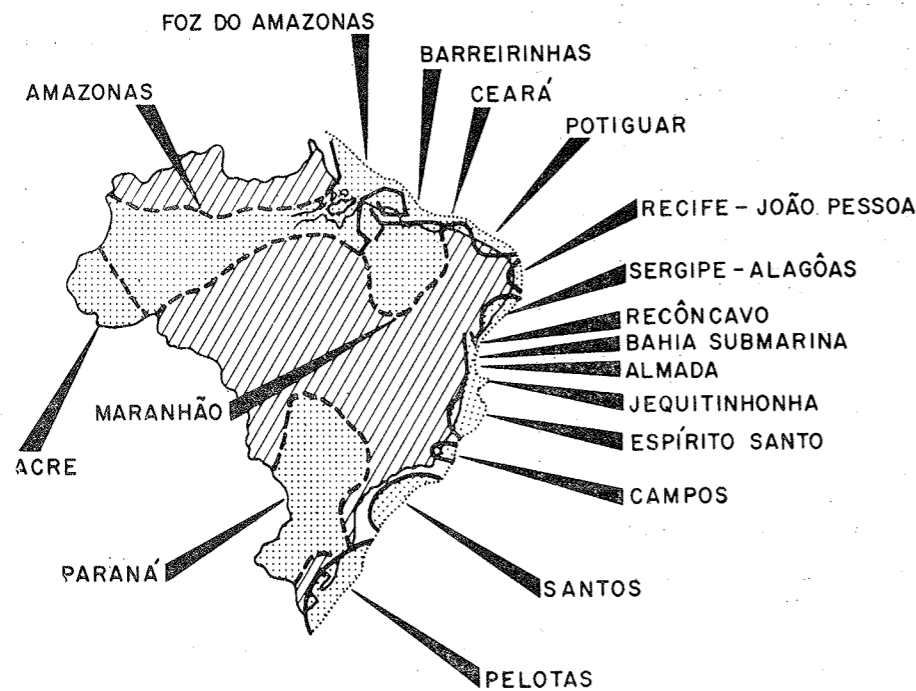 FOZ DO AMAZONAS
BARREIRINHAS
AMAZONAS
CEARÁ
POTIGUAR
RECIFE - JOÃO PESSOA
SERGIPE - ALAGÔAS
RECÔNCAVO
BAHIA SUBMARINA
ALMADA
JEQUITINHONHA
MARANHÃO
ESPÍRITO SANTO
ACRE
CAMPOS
PARANÁ
SANTOS
PELOTAS